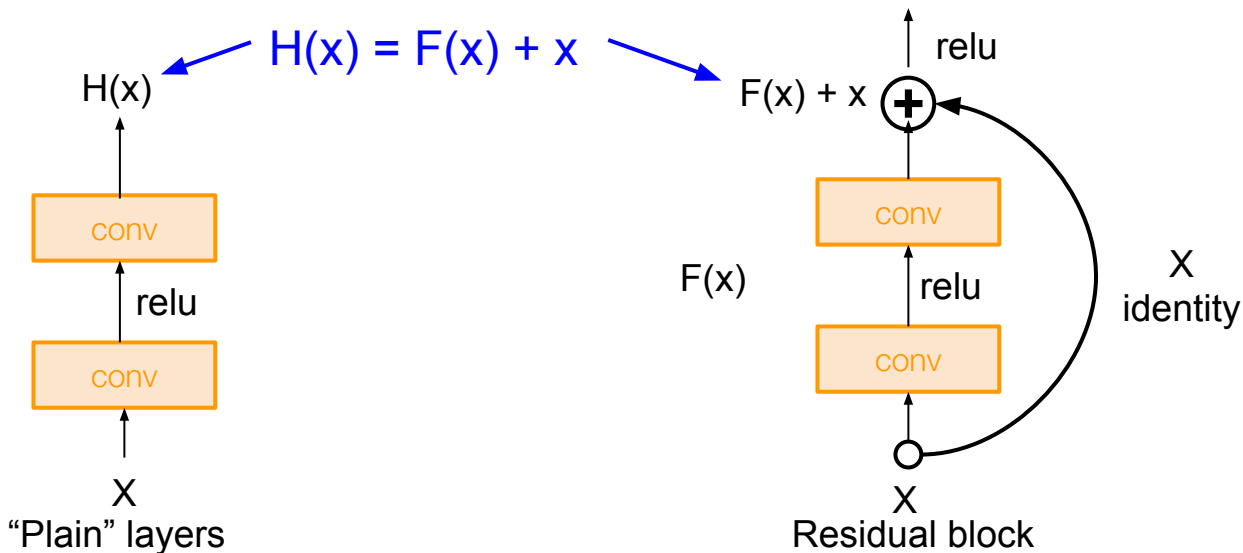 H(x) = F(x) + x
H(x)
conv
relu
conv
X
“Plain” layers
relu
F(x) + x
+
conv
F(x)
relu
conv
X
identity
X
Residual block